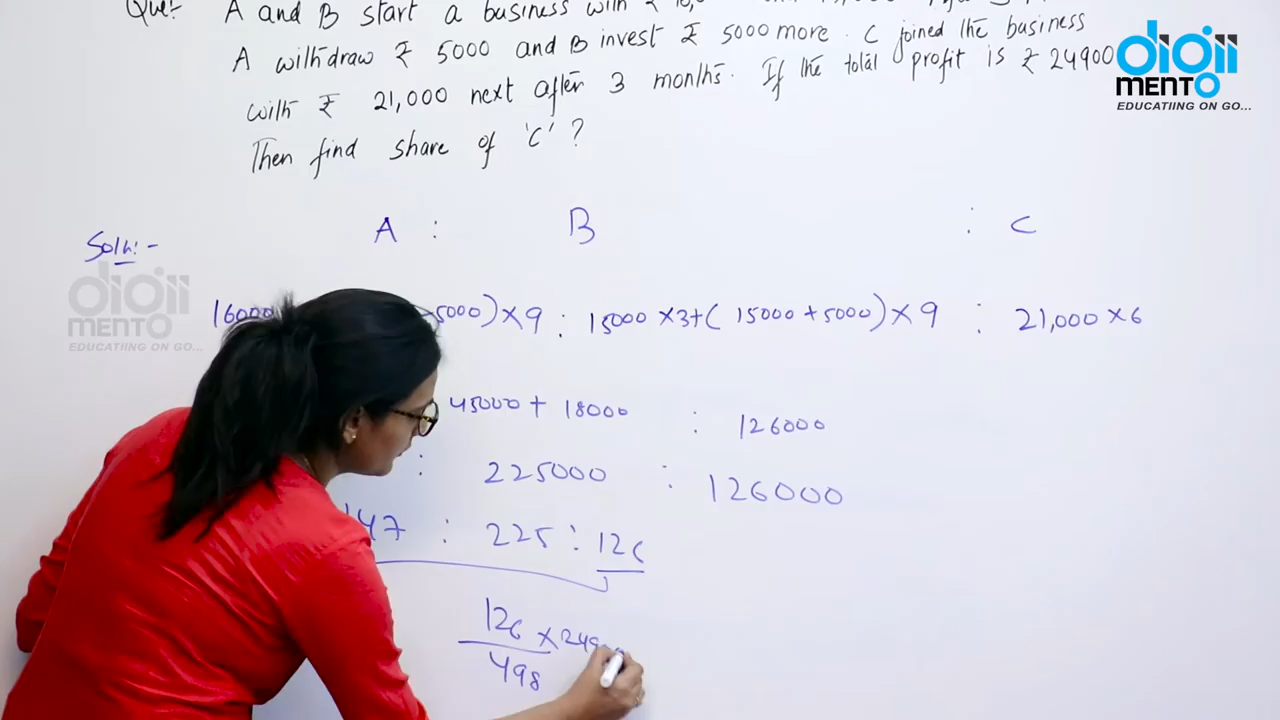 Que:- A and B start a business with ₹
A withdraw ₹ 5000 and B invest ₹ 5000 more. C joined the business
with ₹ 21,000 next after 3 months. If the total profit is ₹ 24900
Then find share of 'C' ?
digii
MENTO
EDUCATIING ON GO...
Soln:-
A : B : C
digii
MENTO
EDUCATIING ON GO...
16000 5000) × 9 : 15000 × 3 + ( 15000 + 5000 ) × 9 : 21,000 × 6
45000 + 18000 : 126000
: 225000 : 126000
147 : 225 : 126
126 × 249
498